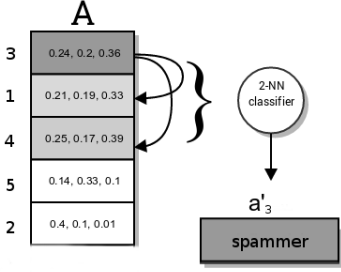 A
3 0.24, 0.2, 0.36
1 0.21, 0.19, 0.33
4 0.25, 0.17, 0.39
5 0.14, 0.33, 0.1
2 0.4, 0.1, 0.01
2-NN
classifier
a'3
spammer